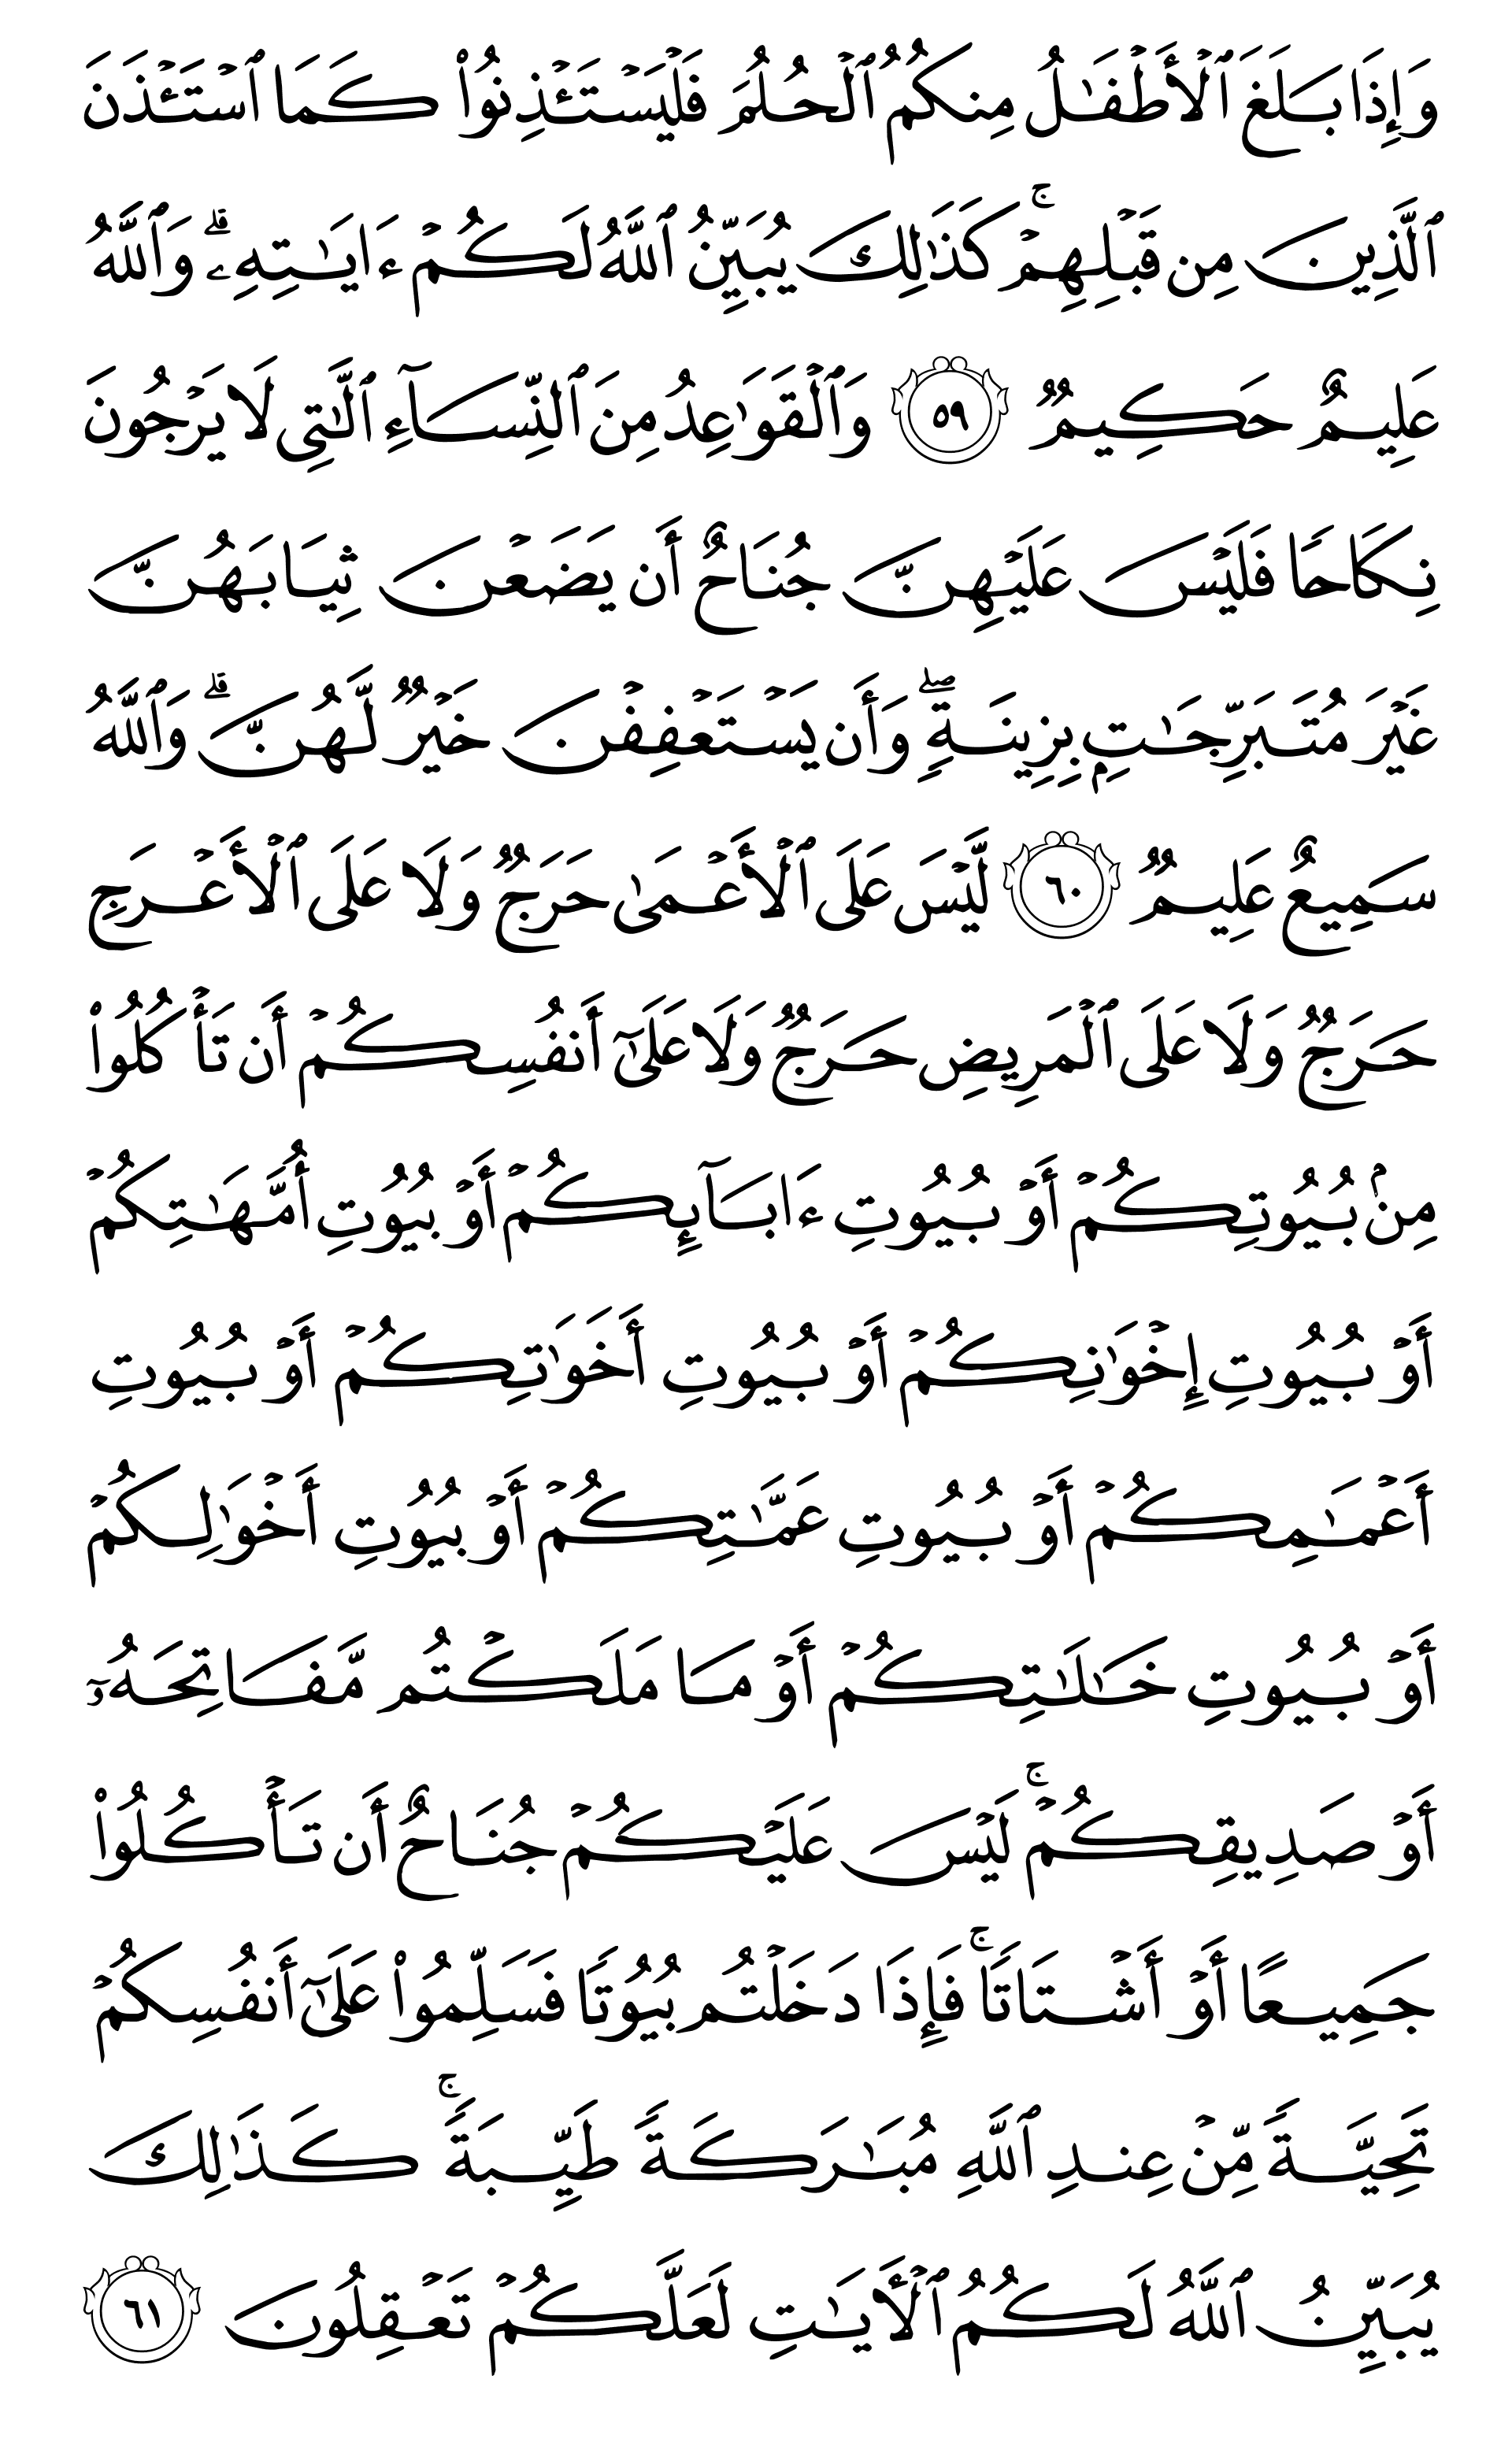 وَإِذَا بَلَغَ ٱلۡأَطۡفَٰلُ مِنكُمُ ٱلۡحُلُمَ فَلۡيَسۡتَـٔۡذِنُواْ كَمَا ٱسۡتَـٔۡذَنَ
ٱلَّذِينَ مِن قَبۡلِهِمۡۚ كَذَٰلِكَ يُبَيِّنُ ٱللَّهُ لَكُمۡ ءَايَٰتِهِۦۗ وَٱللَّهُ
عَلِيمٌ حَكِيمٞ ٥٩ وَٱلۡقَوَٰعِدُ مِنَ ٱلنِّسَآءِ ٱلَّٰتِي لَا يَرۡجُونَ
نِكَاحٗا فَلَيۡسَ عَلَيۡهِنَّ جُنَاحٌ أَن يَضَعۡنَ ثِيَابَهُنَّ
غَيۡرَ مُتَبَرِّجَٰتِۭ بِزِينَةٖۖ وَأَن يَسۡتَعۡفِفۡنَ خَيۡرٞ لَّهُنَّۗ وَٱللَّهُ
سَمِيعٌ عَلِيمٞ ٦٠ لَّيۡسَ عَلَى ٱلۡأَعۡمَىٰ حَرَجٞ وَلَا عَلَى ٱلۡأَعۡرَجِ
حَرَجٞ وَلَا عَلَى ٱلۡمَرِيضِ حَرَجٞ وَلَا عَلَىٰٓ أَنفُسِكُمۡ أَن تَأۡكُلُواْ
مِنۢ بُيُوتِكُمۡ أَوۡ بُيُوتِ ءَابَآئِكُمۡ أَوۡ بُيُوتِ أُمَّهَٰتِكُمۡ
أَوۡ بُيُوتِ إِخۡوَٰنِكُمۡ أَوۡ بُيُوتِ أَخَوَٰتِكُمۡ أَوۡ بُيُوتِ
أَعۡمَٰمِكُمۡ أَوۡ بُيُوتِ عَمَّٰتِكُمۡ أَوۡ بُيُوتِ أَخۡوَٰلِكُمۡ
أَوۡ بُيُوتِ خَٰلَٰتِكُمۡ أَوۡ مَا مَلَكۡتُم مَّفَاتِحَهُۥٓ
أَوۡ صَدِيقِكُمۡۚ لَيۡسَ عَلَيۡكُمۡ جُنَاحٌ أَن تَأۡكُلُواْ
جَمِيعًا أَوۡ أَشۡتَاتٗاۚ فَإِذَا دَخَلۡتُم بُيُوتٗا فَسَلِّمُواْ عَلَىٰٓ أَنفُسِكُمۡ
تَحِيَّةٗ مِّنۡ عِندِ ٱللَّهِ مُبَٰرَكَةٗ طَيِّبَةٗۚ كَذَٰلِكَ
يُبَيِّنُ ٱللَّهُ لَكُمُ ٱلۡأٓيَٰتِ لَعَلَّكُمۡ تَعۡقِلُونَ ٦١